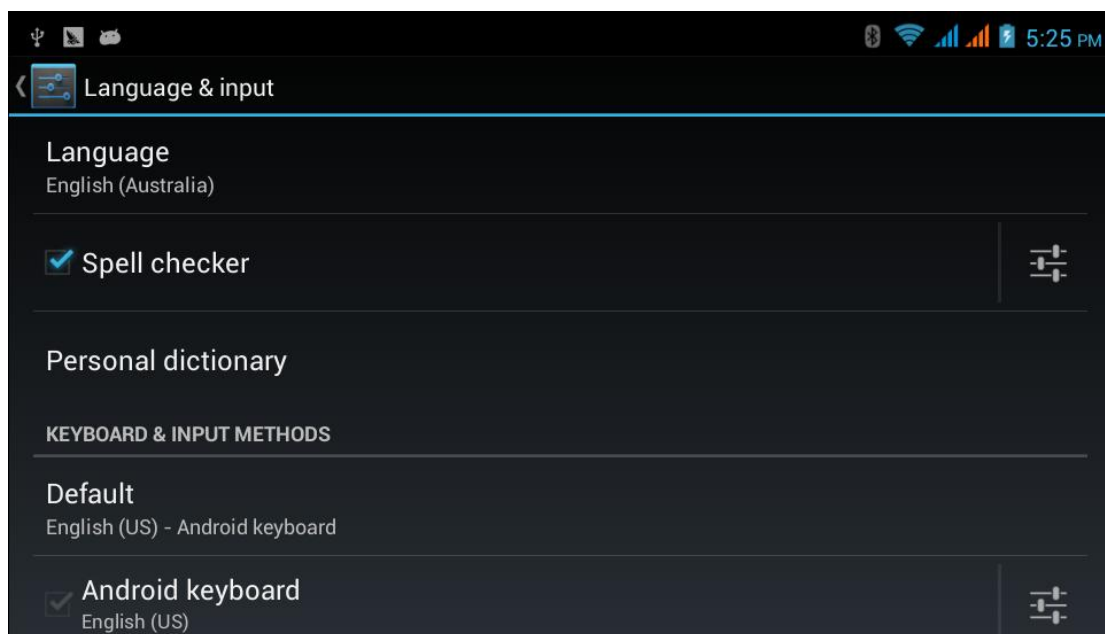 5:25 PM
Language & input
Language
English (Australia)
Spell checker
Personal dictionary
KEYBOARD & INPUT METHODS
Default
English (US) - Android keyboard
Android keyboard
English (US)